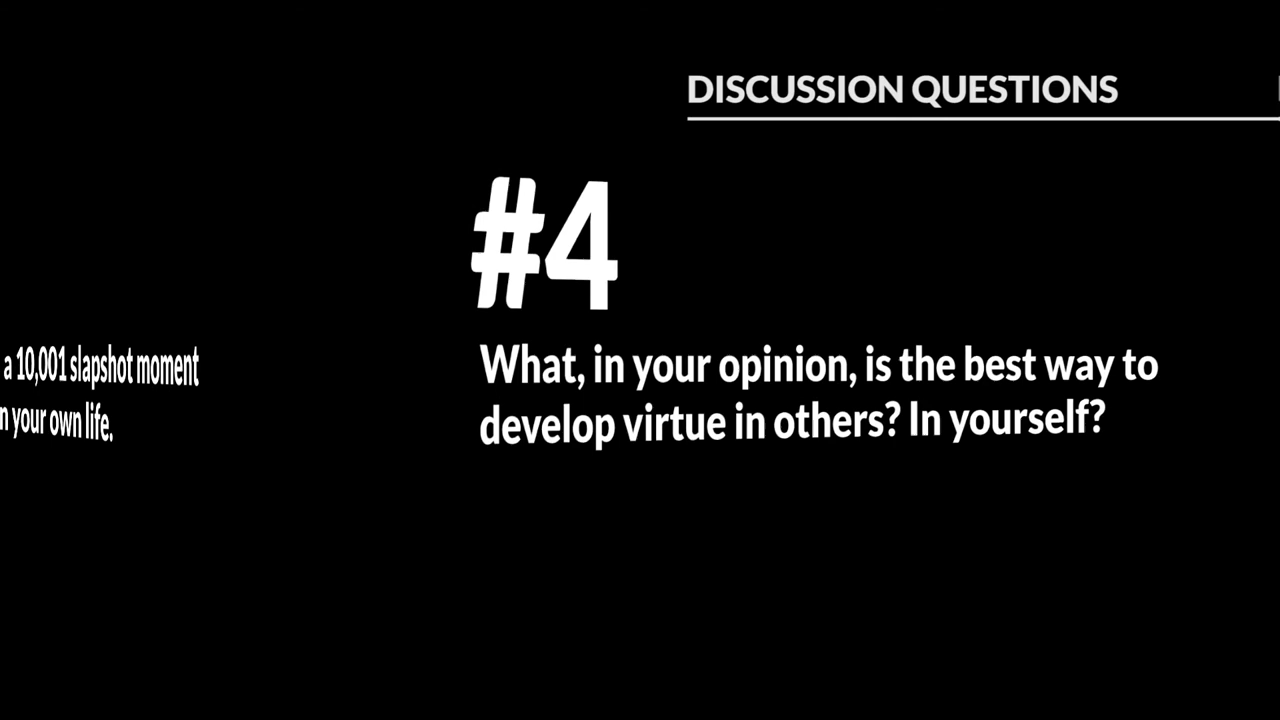 DISCUSSION QUESTIONS
#4
a 10,001 slapshot moment
n your own life.
What, in your opinion, is the best way to
develop virtue in others? In yourself?